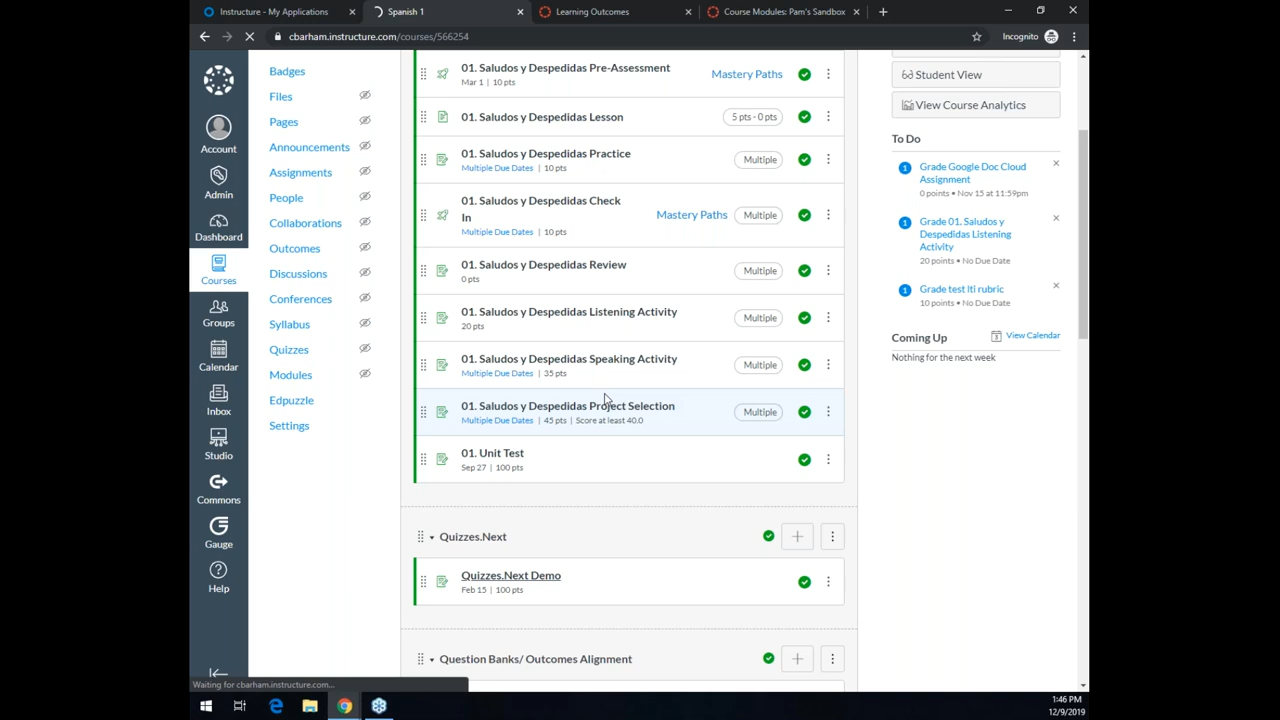 Instructure - My Applications
Spanish 1
Learning Outcomes
Course Modules: Pam's Sandbox
cbarham.instructure.com/courses/566254
Incognito
Account
Admin
Dashboard
Courses
Groups
Calendar
Inbox
Studio
Commons
Gauge
Help
Badges
Files
Pages
Announcements
Assignments
People
Collaborations
Outcomes
Discussions
Conferences
Syllabus
Quizzes
Modules
Edpuzzle
Settings
01. Saludos y Despedidas Pre-Assessment
Mar 1 | 10 pts
Mastery Paths
01. Saludos y Despedidas Lesson
5 pts - 0 pts
01. Saludos y Despedidas Practice
Multiple Due Dates | 10 pts
Multiple
01. Saludos y Despedidas Check
In
Multiple Due Dates | 10 pts
Mastery Paths
Multiple
01. Saludos y Despedidas Review
0 pts
Multiple
01. Saludos y Despedidas Listening Activity
20 pts
Multiple
01. Saludos y Despedidas Speaking Activity
Multiple Due Dates | 35 pts
Multiple
01. Saludos y Despedidas Project Selection
Multiple Due Dates | 45 pts | Score at least 40.0
Multiple
01. Unit Test
Sep 27 | 100 pts
Quizzes.Next
Quizzes.Next Demo
Feb 15 | 100 pts
Question Banks/ Outcomes Alignment
Student View
View Course Analytics
To Do
1
Grade Google Doc Cloud
Assignment
0 points • Nov 15 at 11:59pm
1
Grade 01. Saludos y
Despedidas Listening
Activity
20 points • No Due Date
1
Grade test lti rubric
10 points • No Due Date
Coming Up
View Calendar
Nothing for the next week
Waiting for cbarham.instructure.com...
1:46 PM
12/9/2019